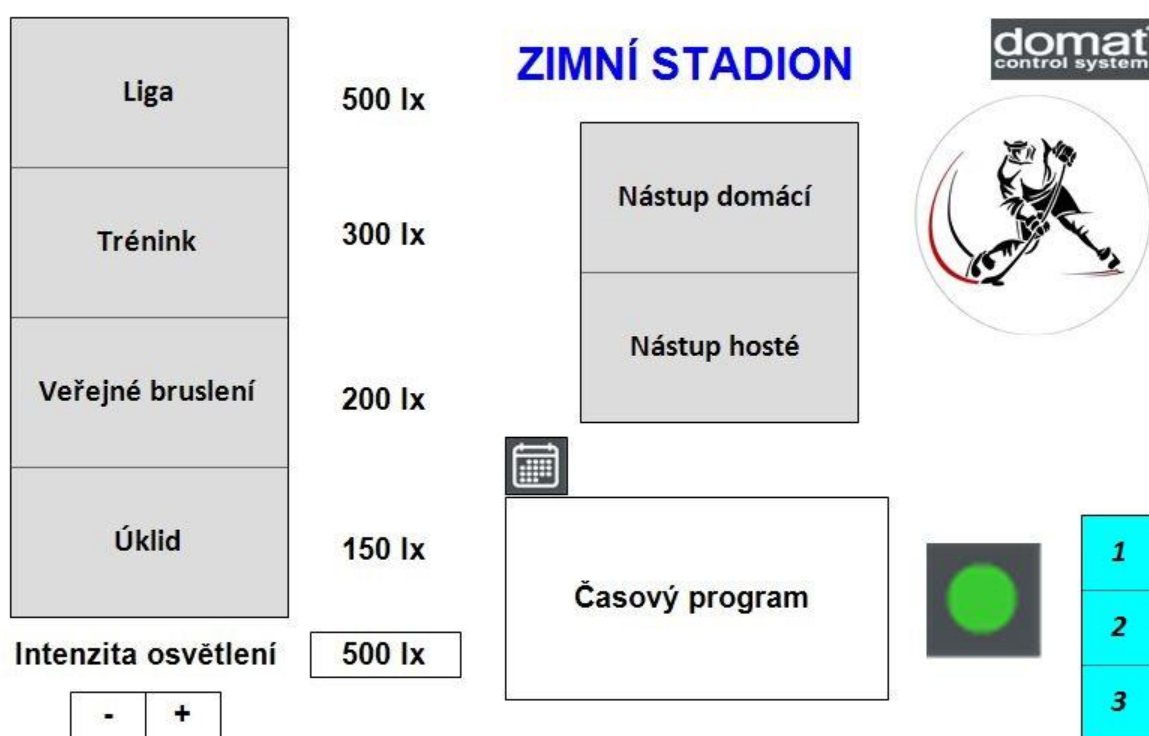 Liga
500 lx
Trénink
300 lx
Veřejné bruslení
200 lx
Úklid
150 lx
Intenzita osvětlení
500 lx
- +
ZIMNÍ STADION
domat
control system
Nástup domácí
Nástup hosté
Časový program
1
2
3